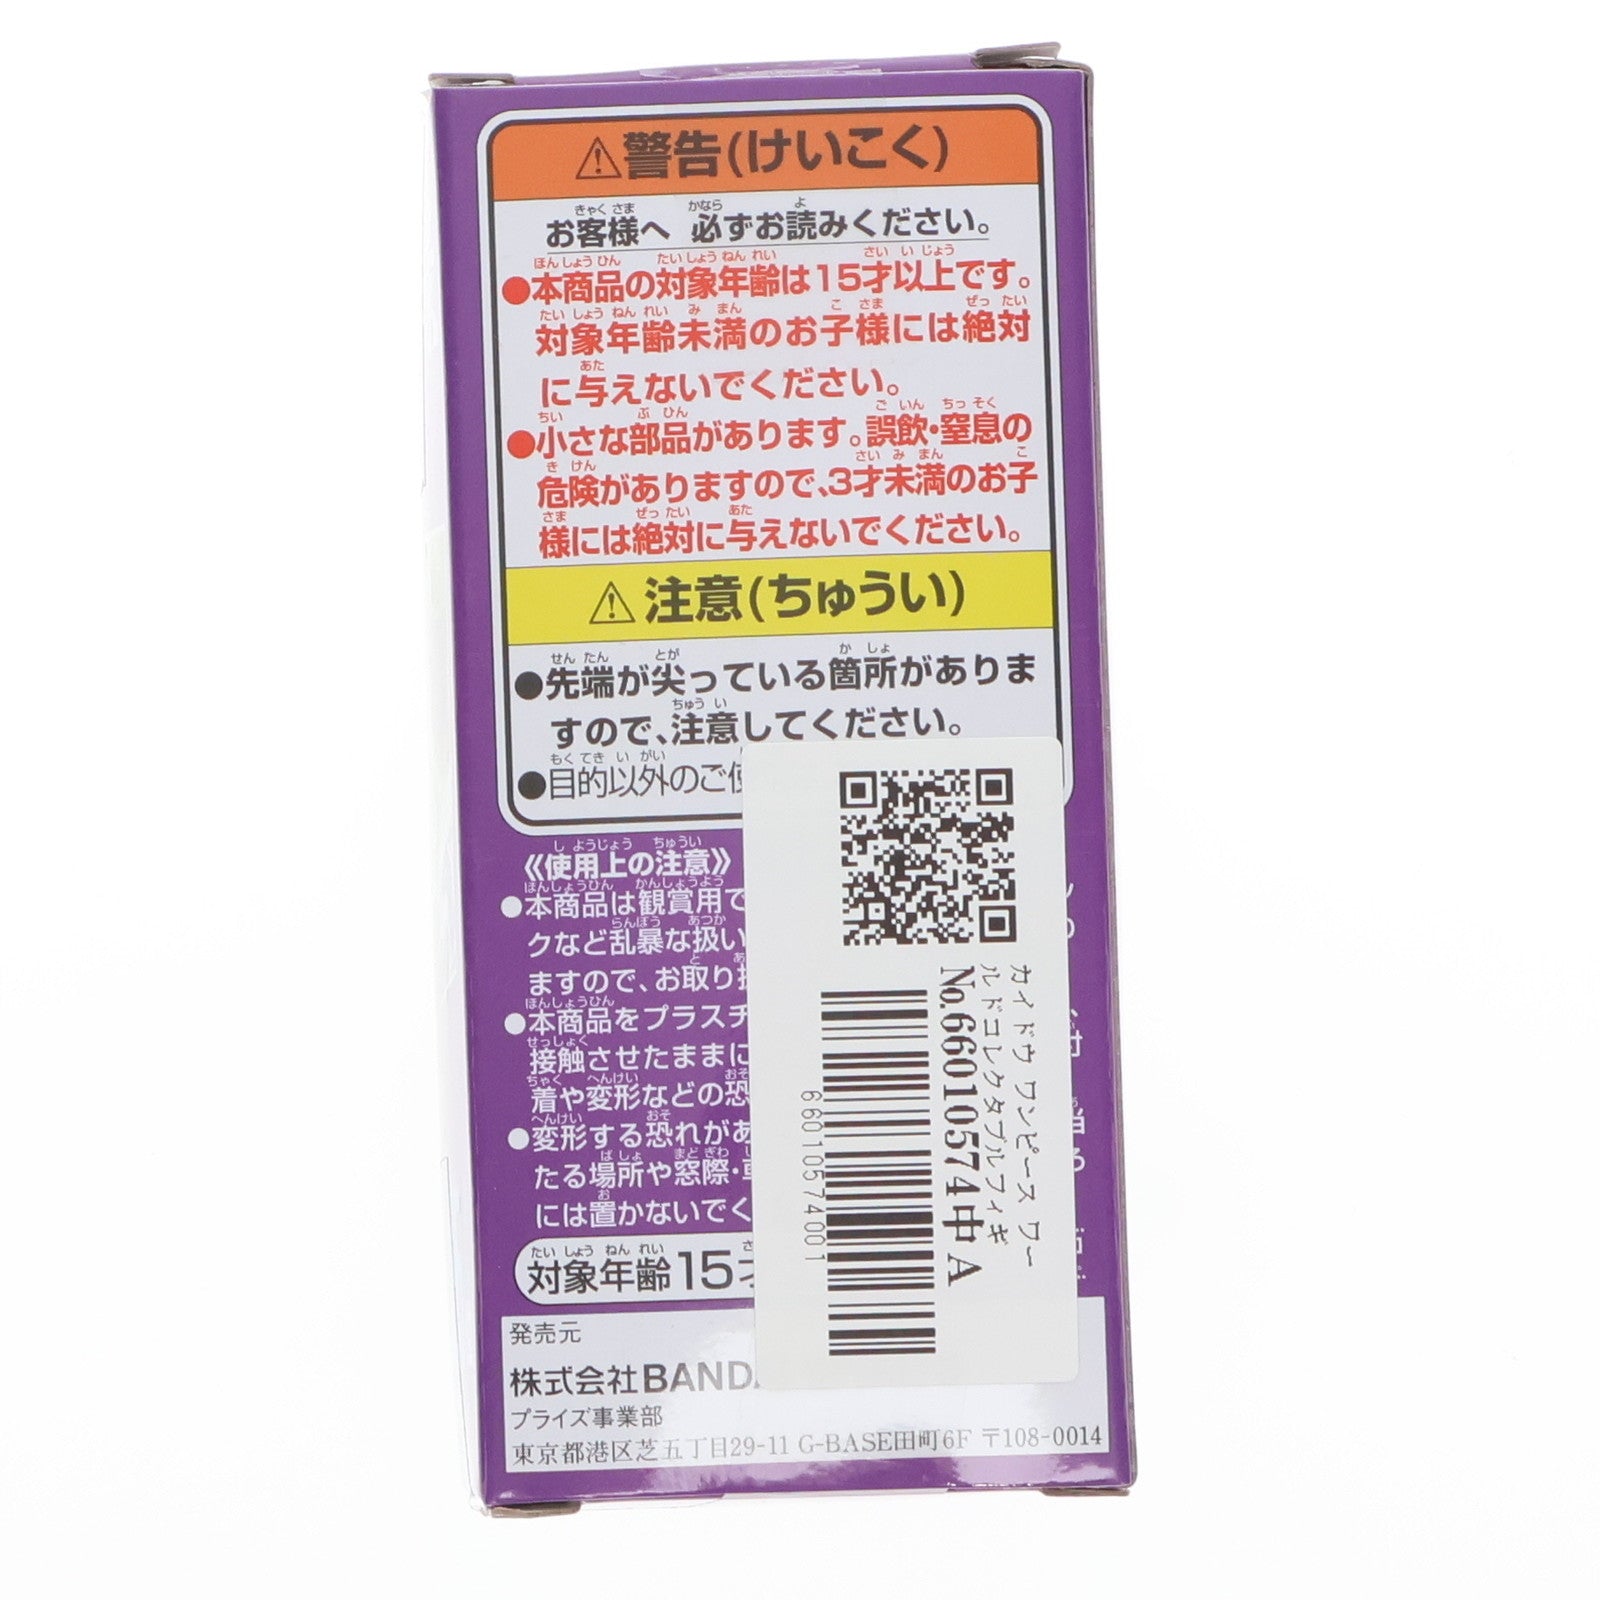 ⚠警告(けいこく)
お客様へ 必ずお読みください。
●本商品の対象年齢は15才以上です。
対象年齢未満のお子様には絶対
に与えないでください。
●小さな部品があります。誤飲・窒息の
危険がありますので、3才未満のお子
様には絶対に与えないでください。
⚠注意(ちゅうい)
●先端が尖っている箇所がありま
すので、注意してください。
●目的以外のご使
《使用上の注意》
●本商品は観賞用で
クなど乱暴な扱い
ますので、お取り扱
●本商品をプラスチ
接触させたままに
着や変形などの恐
●変形する恐れがあ
たる場所や窓際・車
には置かないでく
対象年齢15才
発売元
株式会社BANDA
プライズ事業部
東京都港区芝五丁目29-11 G-BASE田町6F 〒108-0014
カイドウ ワンピース ワー
ルドコレクタブルフィギ
No.66010574中 A
66010574001